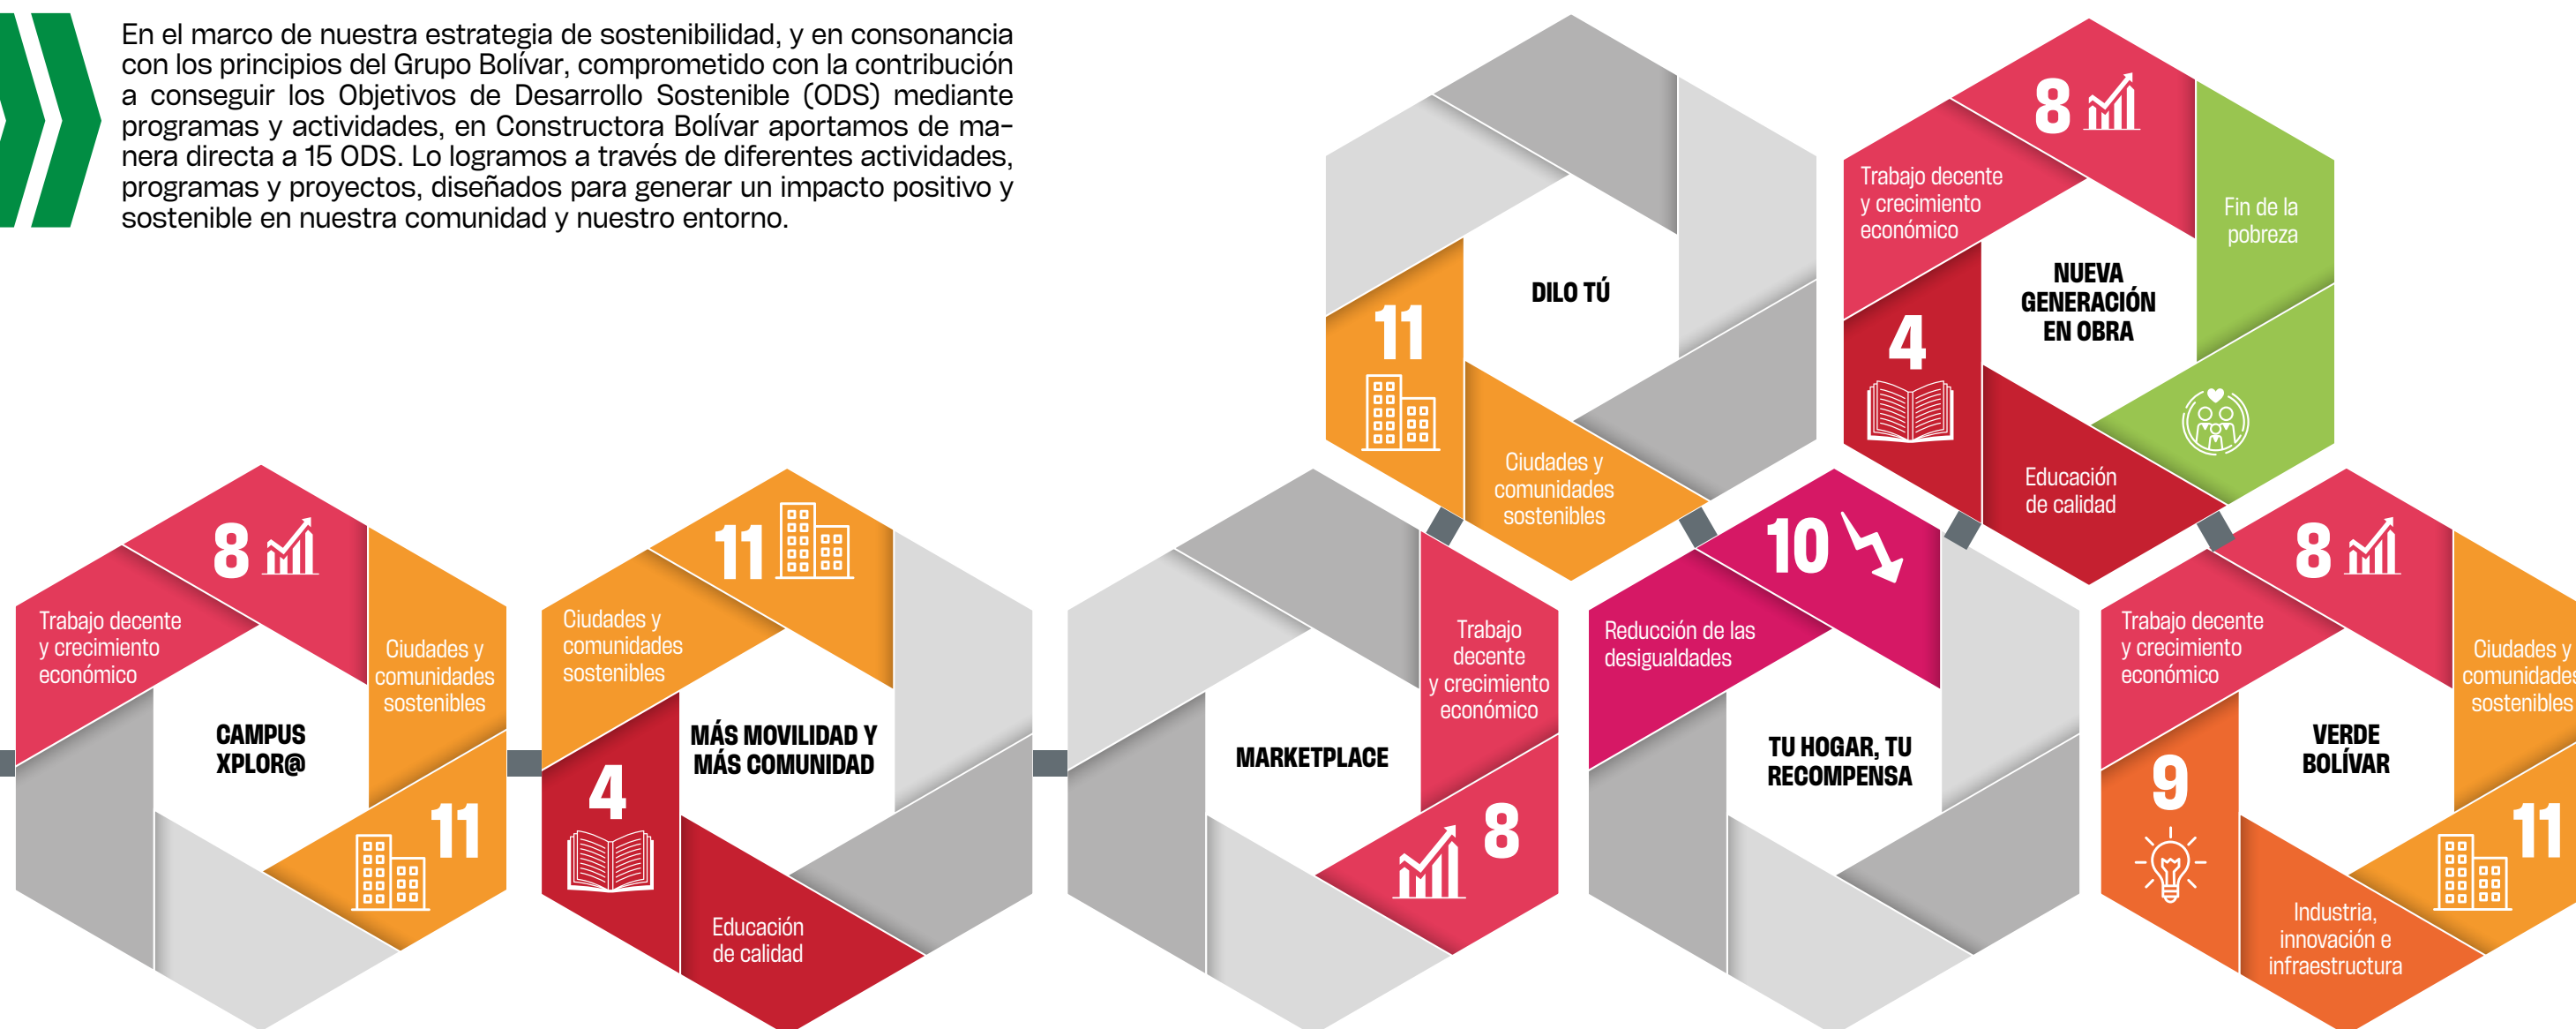 En el marco de nuestra estrategia de sostenibilidad, y en consonancia
con los principios del Grupo Bolívar, comprometido con la contribución
a conseguir los Objetivos de Desarrollo Sostenible (ODS) mediante
programas y actividades, en Constructora Bolívar aportamos de ma-
nera directa a 15 ODS. Lo logramos a través de diferentes actividades,
programas y proyectos, diseñados para generar un impacto positivo y
sostenible en nuestra comunidad y nuestro entorno.
DILO TÚ
11
Ciudades y
comunidades
sostenibles
8
Trabajo decente
y crecimiento
económico
Fin de la
pobreza
NUEVA
GENERACIÓN
EN OBRA
4
Educación
de calidad
8
Trabajo decente
y crecimiento
económico
Ciudades y
comunidades
sostenibles
CAMPUS
XPLOR@
11
11
Ciudades y
comunidades
sostenibles
MÁS MOVILIDAD Y
MÁS COMUNIDAD
4
Educación
de calidad
Trabajo
decente
y crecimiento
económico
MARKETPLACE
8
10
Reducción de las
desigualdades
TU HOGAR, TU
RECOMPENSA
8
Trabajo decente
y crecimiento
económico
Ciudades y
comunidades
sostenibles
VERDE
BOLÍVAR
9
11
Industria,
innovación e
infraestructura